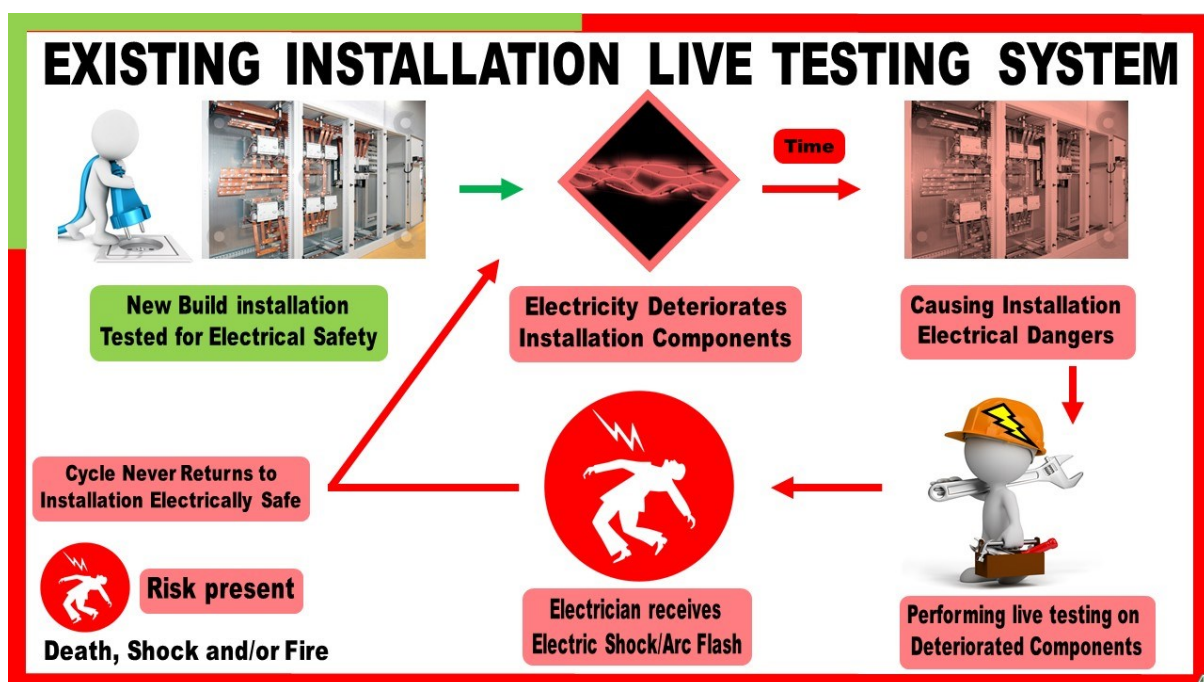 EXISTING INSTALLATION LIVE TESTING SYSTEM
Time
New Build installation
Tested for Electrical Safety
Electricity Deteriorates
Installation Components
Causing Installation
Electrical Dangers
Cycle Never Returns to
Installation Electrically Safe
Risk present
Death, Shock and/or Fire
Electrician receives
Electric Shock/Arc Flash
Performing live testing on
Deteriorated Components